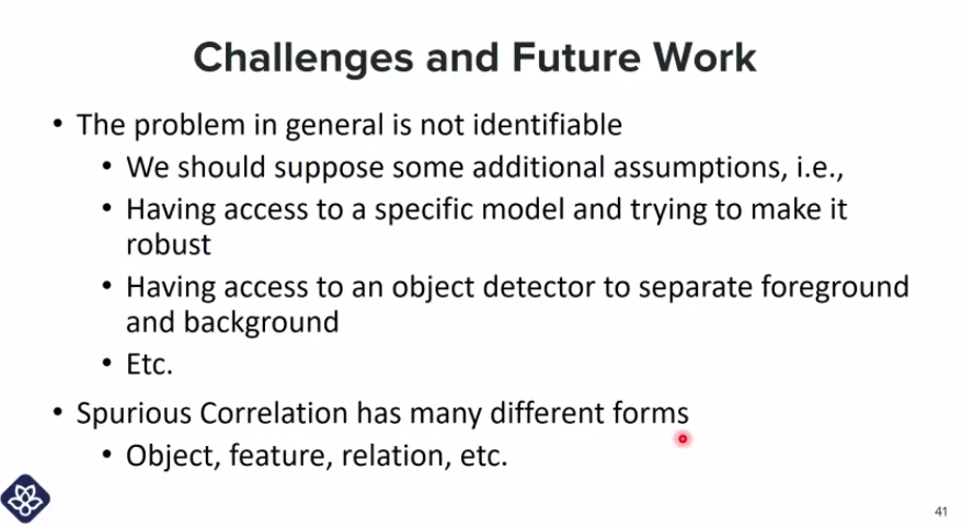 Challenges and Future Work
• The problem in general is not identifiable
• We should suppose some additional assumptions, i.e.,
• Having access to a specific model and trying to make it
robust
• Having access to an object detector to separate foreground
and background
• Etc.
• Spurious Correlation has many different forms
• Object, feature, relation, etc.
41